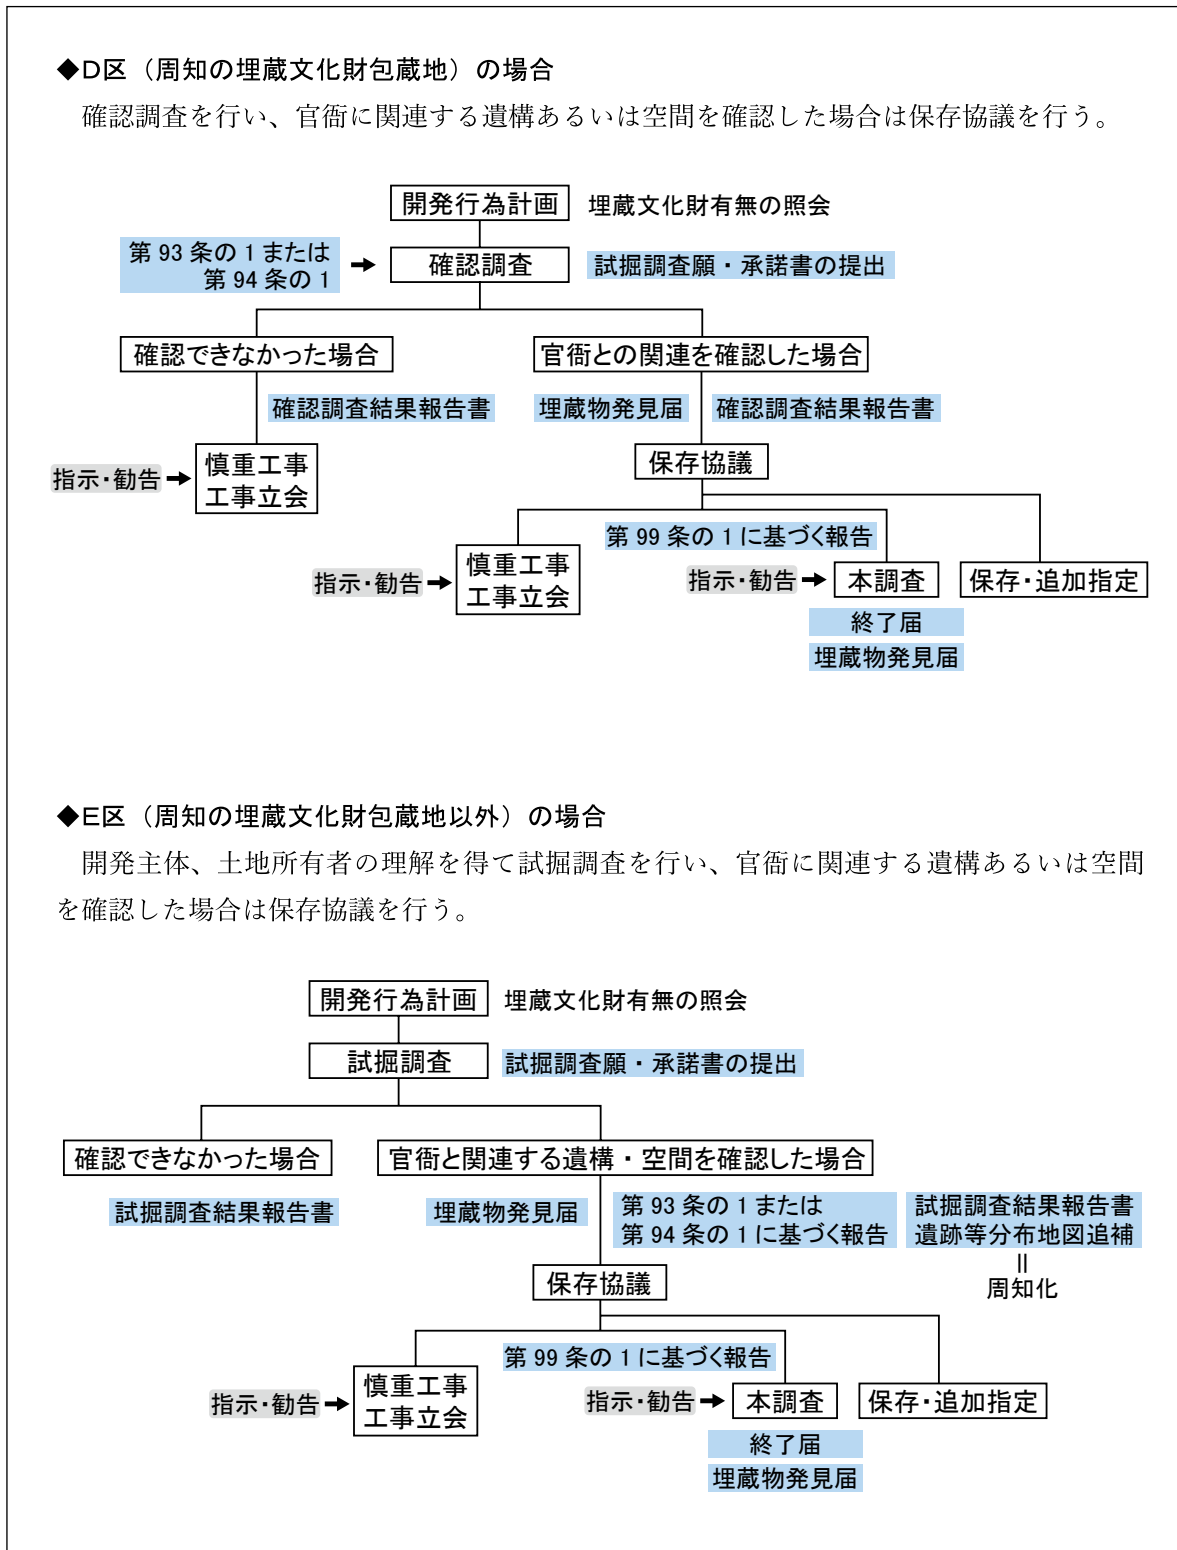 ◆D区（周知の埋蔵文化財包蔵地）の場合
確認調査を行い、官衙に関連する遺構あるいは空間を確認した場合は保存協議を行う。
開発行為計画
埋蔵文化財有無の照会
第 93 条の 1 または
第 94 条の 1
確認調査
試掘調査願・承諾書の提出
確認できなかった場合
官衙との関連を確認した場合
確認調査結果報告書
埋蔵物発見届
確認調査結果報告書
指示・勧告
慎重工事
工事立会
保存協議
第 99 条の 1 に基づく報告
指示・勧告
慎重工事
工事立会
指示・勧告
本調査
保存・追加指定
終了届
埋蔵物発見届
◆E区（周知の埋蔵文化財包蔵地以外）の場合
開発主体、土地所有者の理解を得て試掘調査を行い、官衙に関連する遺構あるいは空間
を確認した場合は保存協議を行う。
開発行為計画
埋蔵文化財有無の照会
試掘調査
試掘調査願・承諾書の提出
確認できなかった場合
官衙と関連する遺構・空間を確認した場合
試掘調査結果報告書
埋蔵物発見届
第 93 条の 1 または
第 94 条の 1 に基づく報告
試掘調査結果報告書
遺跡等分布地図追補
＝
周知化
保存協議
第 99 条の 1 に基づく報告
指示・勧告
慎重工事
工事立会
指示・勧告
本調査
保存・追加指定
終了届
埋蔵物発見届